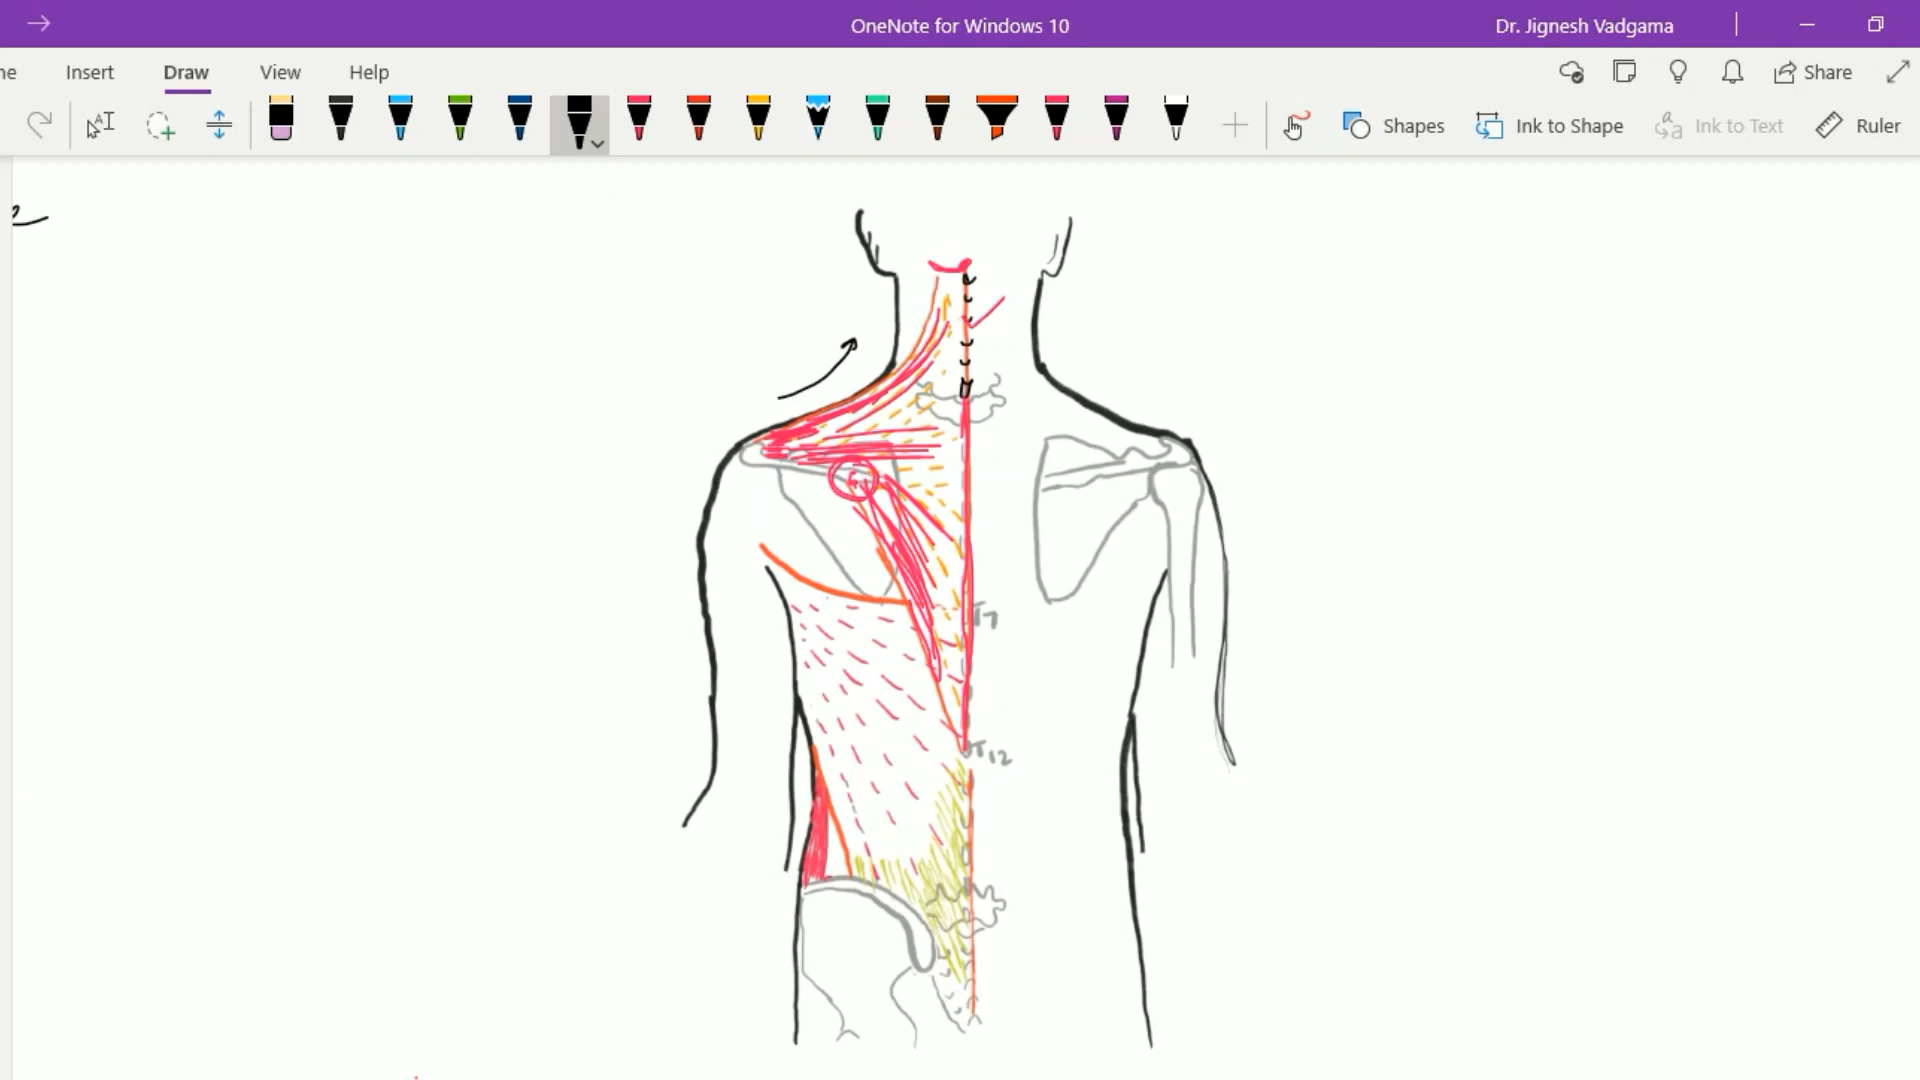 OneNote for Windows 10
Dr. Jignesh Vadgama
Insert Draw View Help
Share
Shapes
Ink to Shape
Ink to Text
Ruler
T7
T12